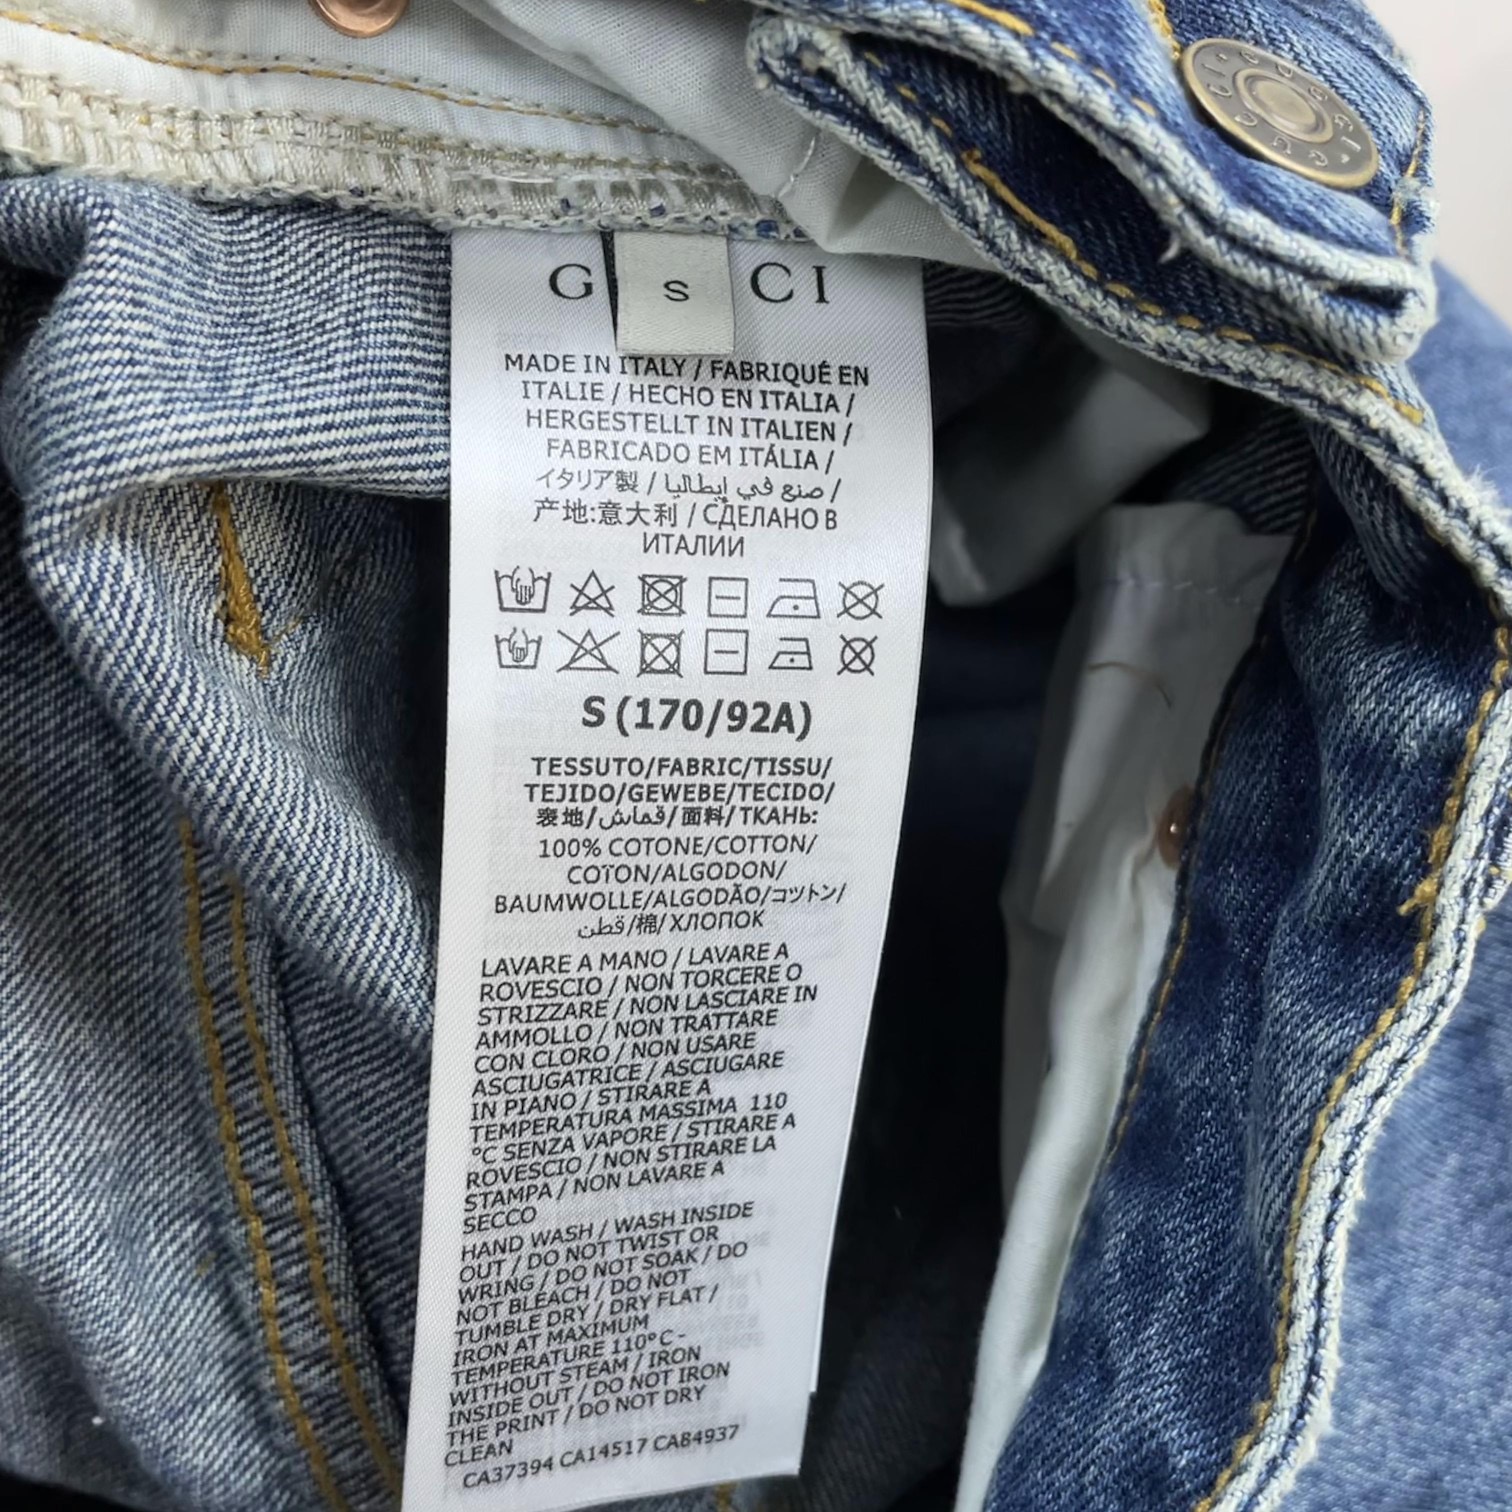 G CI
S
MADE IN ITALY / FABRIQUÉ EN
ITALIE / HECHO EN ITALIA /
HERGESTELLT IN ITALIEN /
FABRICADO EM ITÁLIA /
イタリア製 / صنع في إيطاليا /
产地:意大利 / СДЕЛАНО В
ИТАЛИИ
S (170/92A)
TESSUTO/FABRIC/TISSU/
TEJIDO/GEWEBE/TECIDO/
表地/قماش/面料/ТКАНЬ:
100% COTONE/COTTON/
COTON/ALGODON/
BAUMWOLLE/ALGODÃO/コットン/
قطن/棉/ХЛОПОК
LAVARE A MANO / LAVARE A
ROVESCIO / NON TORCERE O
STRIZZARE / NON LASCIARE IN
AMMOLLO / NON TRATTARE
CON CLORO / NON USARE
ASCIUGATRICE / ASCIUGARE
IN PIANO / STIRARE A
TEMPERATURA MASSIMA 110
°C SENZA VAPORE / STIRARE A
ROVESCIO / NON STIRARE LA
STAMPA / NON LAVARE A
SECCO
HAND WASH / WASH INSIDE
OUT / DO NOT TWIST OR
WRING / DO NOT SOAK / DO
NOT BLEACH / DO NOT
TUMBLE DRY / DRY FLAT /
IRON AT MAXIMUM
TEMPERATURE 110°C -
WITHOUT STEAM / IRON
INSIDE OUT / DO NOT IRON
THE PRINT / DO NOT DRY
CLEAN
CA37394 CA14517 CA84937